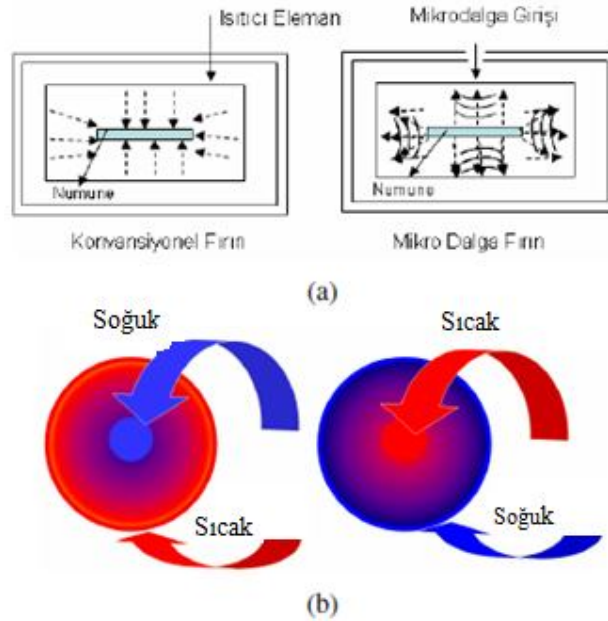 Isıtıcı Eleman
Mikrodalga Girişi
Numune
Numune
Konvansiyonel Fırın
Mikro Dalga Fırın
(a)
Soğuk
Sıcak
Sıcak
Soğuk
(b)